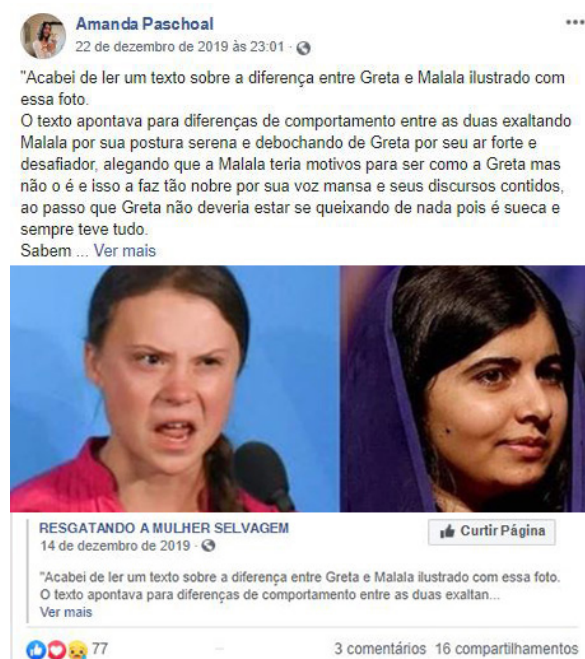 Amanda Paschoal
22 de dezembro de 2019 às 23:01 ·
"Acabei de ler um texto sobre a diferença entre Greta e Malala ilustrado com
essa foto.
O texto apontava para diferenças de comportamento entre as duas exaltando
Malala por sua postura serena e debochando de Greta por seu ar forte e
desafiador, alegando que a Malala teria motivos para ser como a Greta mas
não o é e isso a faz tão nobre por sua voz mansa e seus discursos contidos,
ao passo que Greta não deveria estar se queixando de nada pois é sueca e
sempre teve tudo.
Sabem ... Ver mais
RESGATANDO A MULHER SELVAGEM
14 de dezembro de 2019 ·
Curtir Página
"Acabei de ler um texto sobre a diferença entre Greta e Malala ilustrado com essa foto.
O texto apontava para diferenças de comportamento entre as duas exaltan...
Ver mais
77
3 comentários 16 compartilhamentos